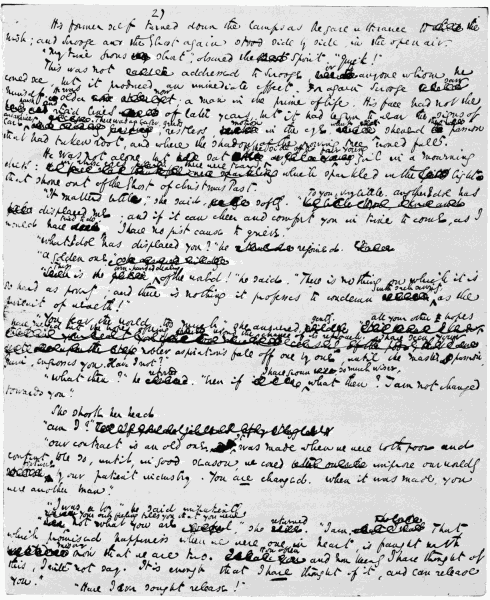 27
His former self turned down the lamps as he gave utterance to the
wish; and Scrooge and the Ghost again stood side by side in the open air.
"My time grows short," observed the Spirit. "Quick!"
This was not addressed to Scrooge, or to anyone whom he
could see, but it produced an immediate effect. For again Scrooge saw
himself. He was older now; a man in the prime of life. His face had not the
lines of later years; but it had begun to wear the signs of
care and avarice. There was an eager, greedy, restless motion in the eye, which shewed the passion
that had taken root, and where the shadow of the growing tree would fall.
He was not alone, but sat by the side of a fair young girl in a mourning
dress: in whose eyes there were tears, which sparkled in the light
that shone out of the Ghost of Christmas Past.
"It matters little," she said, softly. "To you, very little. Another idol has
displaced me; and if it can cheer and comfort you in time to come, as I
would have I have no just cause to grieve.
"What Idol has displaced you?" he rejoined.
"A golden one."
"This is the even handed dealing of the world!" he said. "There is nothing on which it is
so hard as poverty; and there is nothing it professes to condemn with such severity as the
pursuit of wealth!"
"You fear the world too much," she answered gently. "All your other hopes
have merged into the hope of being beyond the chance of its sordid reproach. I have seen your
nobler aspirations fall off one by one, until the master passion,
Gain, engrosses you. Have I not?"
"What then?" he retorted. "Even if I have grown so much wiser, what then? I am not changed
towards you."
She shook her head.
"Am I?"
"Our contract is an old one. It was made when we were both poor and
content to be so, until, in good season, we could improve our worldly
fortune by our patient industry. You are changed. When it was made, you
were another man."
"I was a boy," he said impatiently.
"Your own feeling tells you that you were not what you are," she returned. "I am. That
which promised happiness when we were one in heart, is fraught with
misery now that we are two. How often and how keenly I have thought of
this, I will not say. It is enough that I have thought of it, and can release
you."
"Have I ever sought release?"